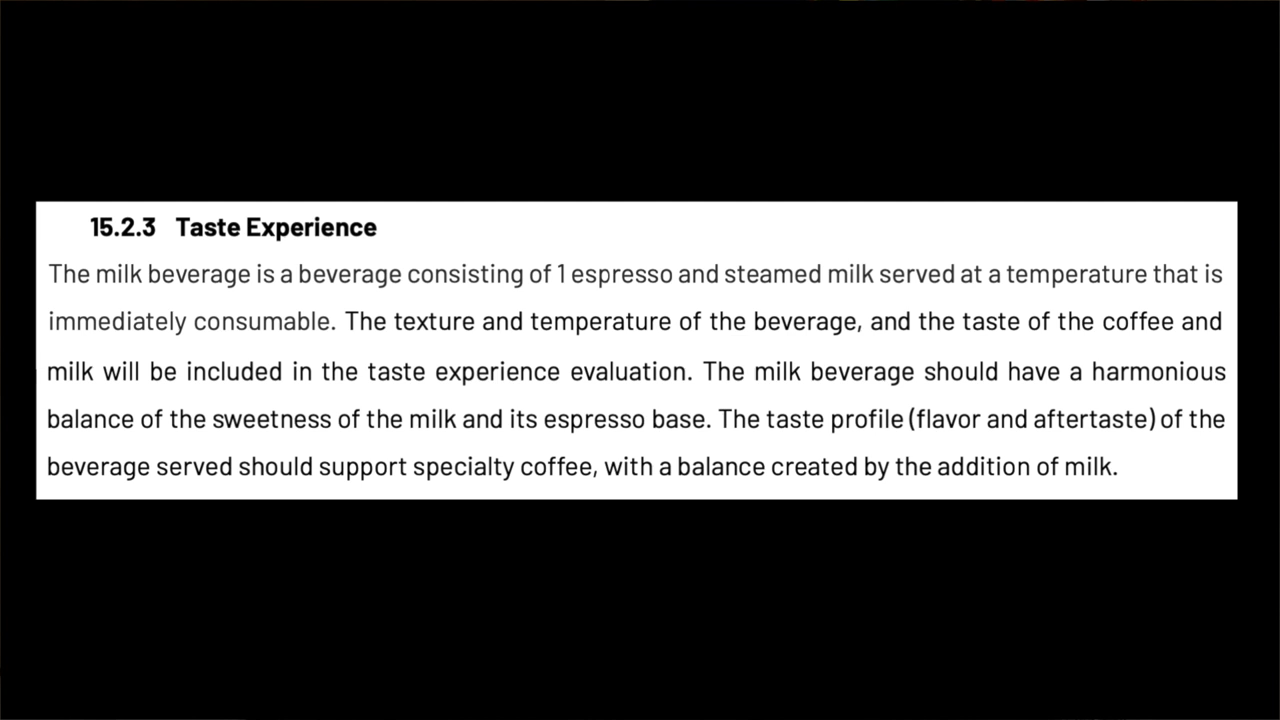 15.2.3 Taste Experience
The milk beverage is a beverage consisting of 1 espresso and steamed milk served at a temperature that is
immediately consumable. The texture and temperature of the beverage, and the taste of the coffee and
milk will be included in the taste experience evaluation. The milk beverage should have a harmonious
balance of the sweetness of the milk and its espresso base. The taste profile (flavor and aftertaste) of the
beverage served should support specialty coffee, with a balance created by the addition of milk.